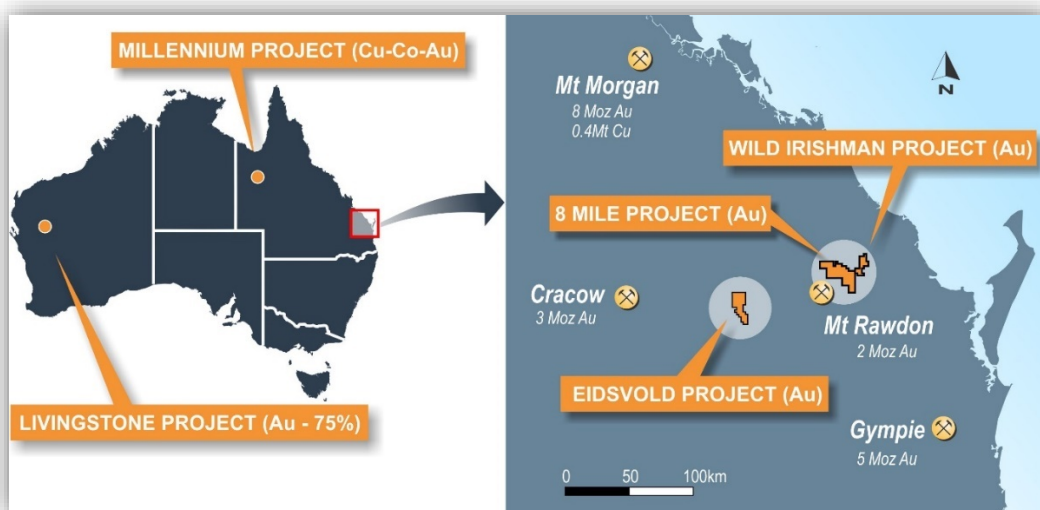 MILLENNIUM PROJECT (Cu-Co-Au)
LIVINGSTONE PROJECT (Au - 75%)
Mt Morgan
8 Moz Au
0.4Mt Cu
N
WILD IRISHMAN PROJECT (Au)
8 MILE PROJECT (Au)
Cracow
3 Moz Au
Mt Rawdon
2 Moz Au
EIDSVOLD PROJECT (Au)
Gympie
5 Moz Au
0 50 100km